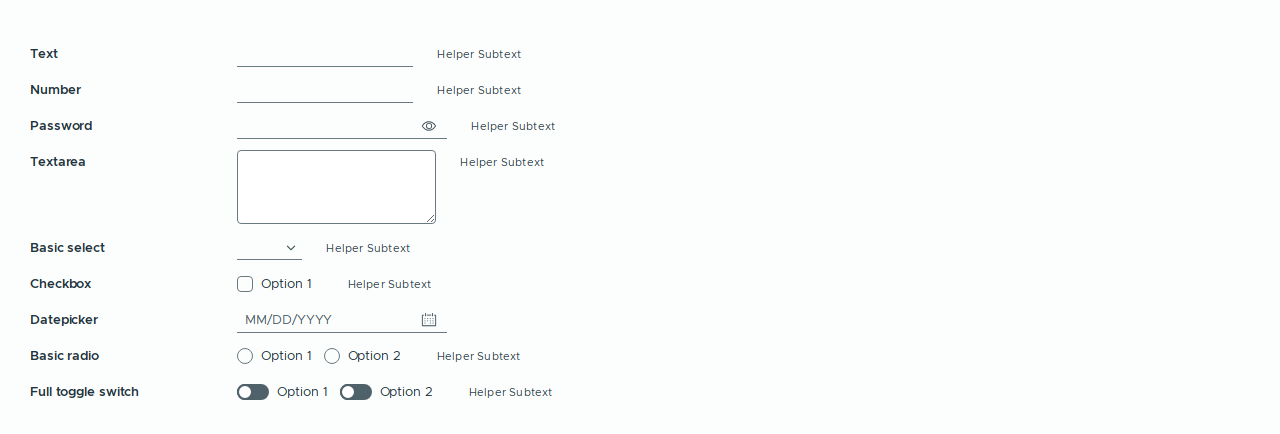 Text Helper Subtext
Number Helper Subtext
Password Helper Subtext
Textarea Helper Subtext
Basic select Helper Subtext
Checkbox Option 1 Helper Subtext
Datepicker MM/DD/YYYY
Basic radio Option 1 Option 2 Helper Subtext
Full toggle switch Option 1 Option 2 Helper Subtext